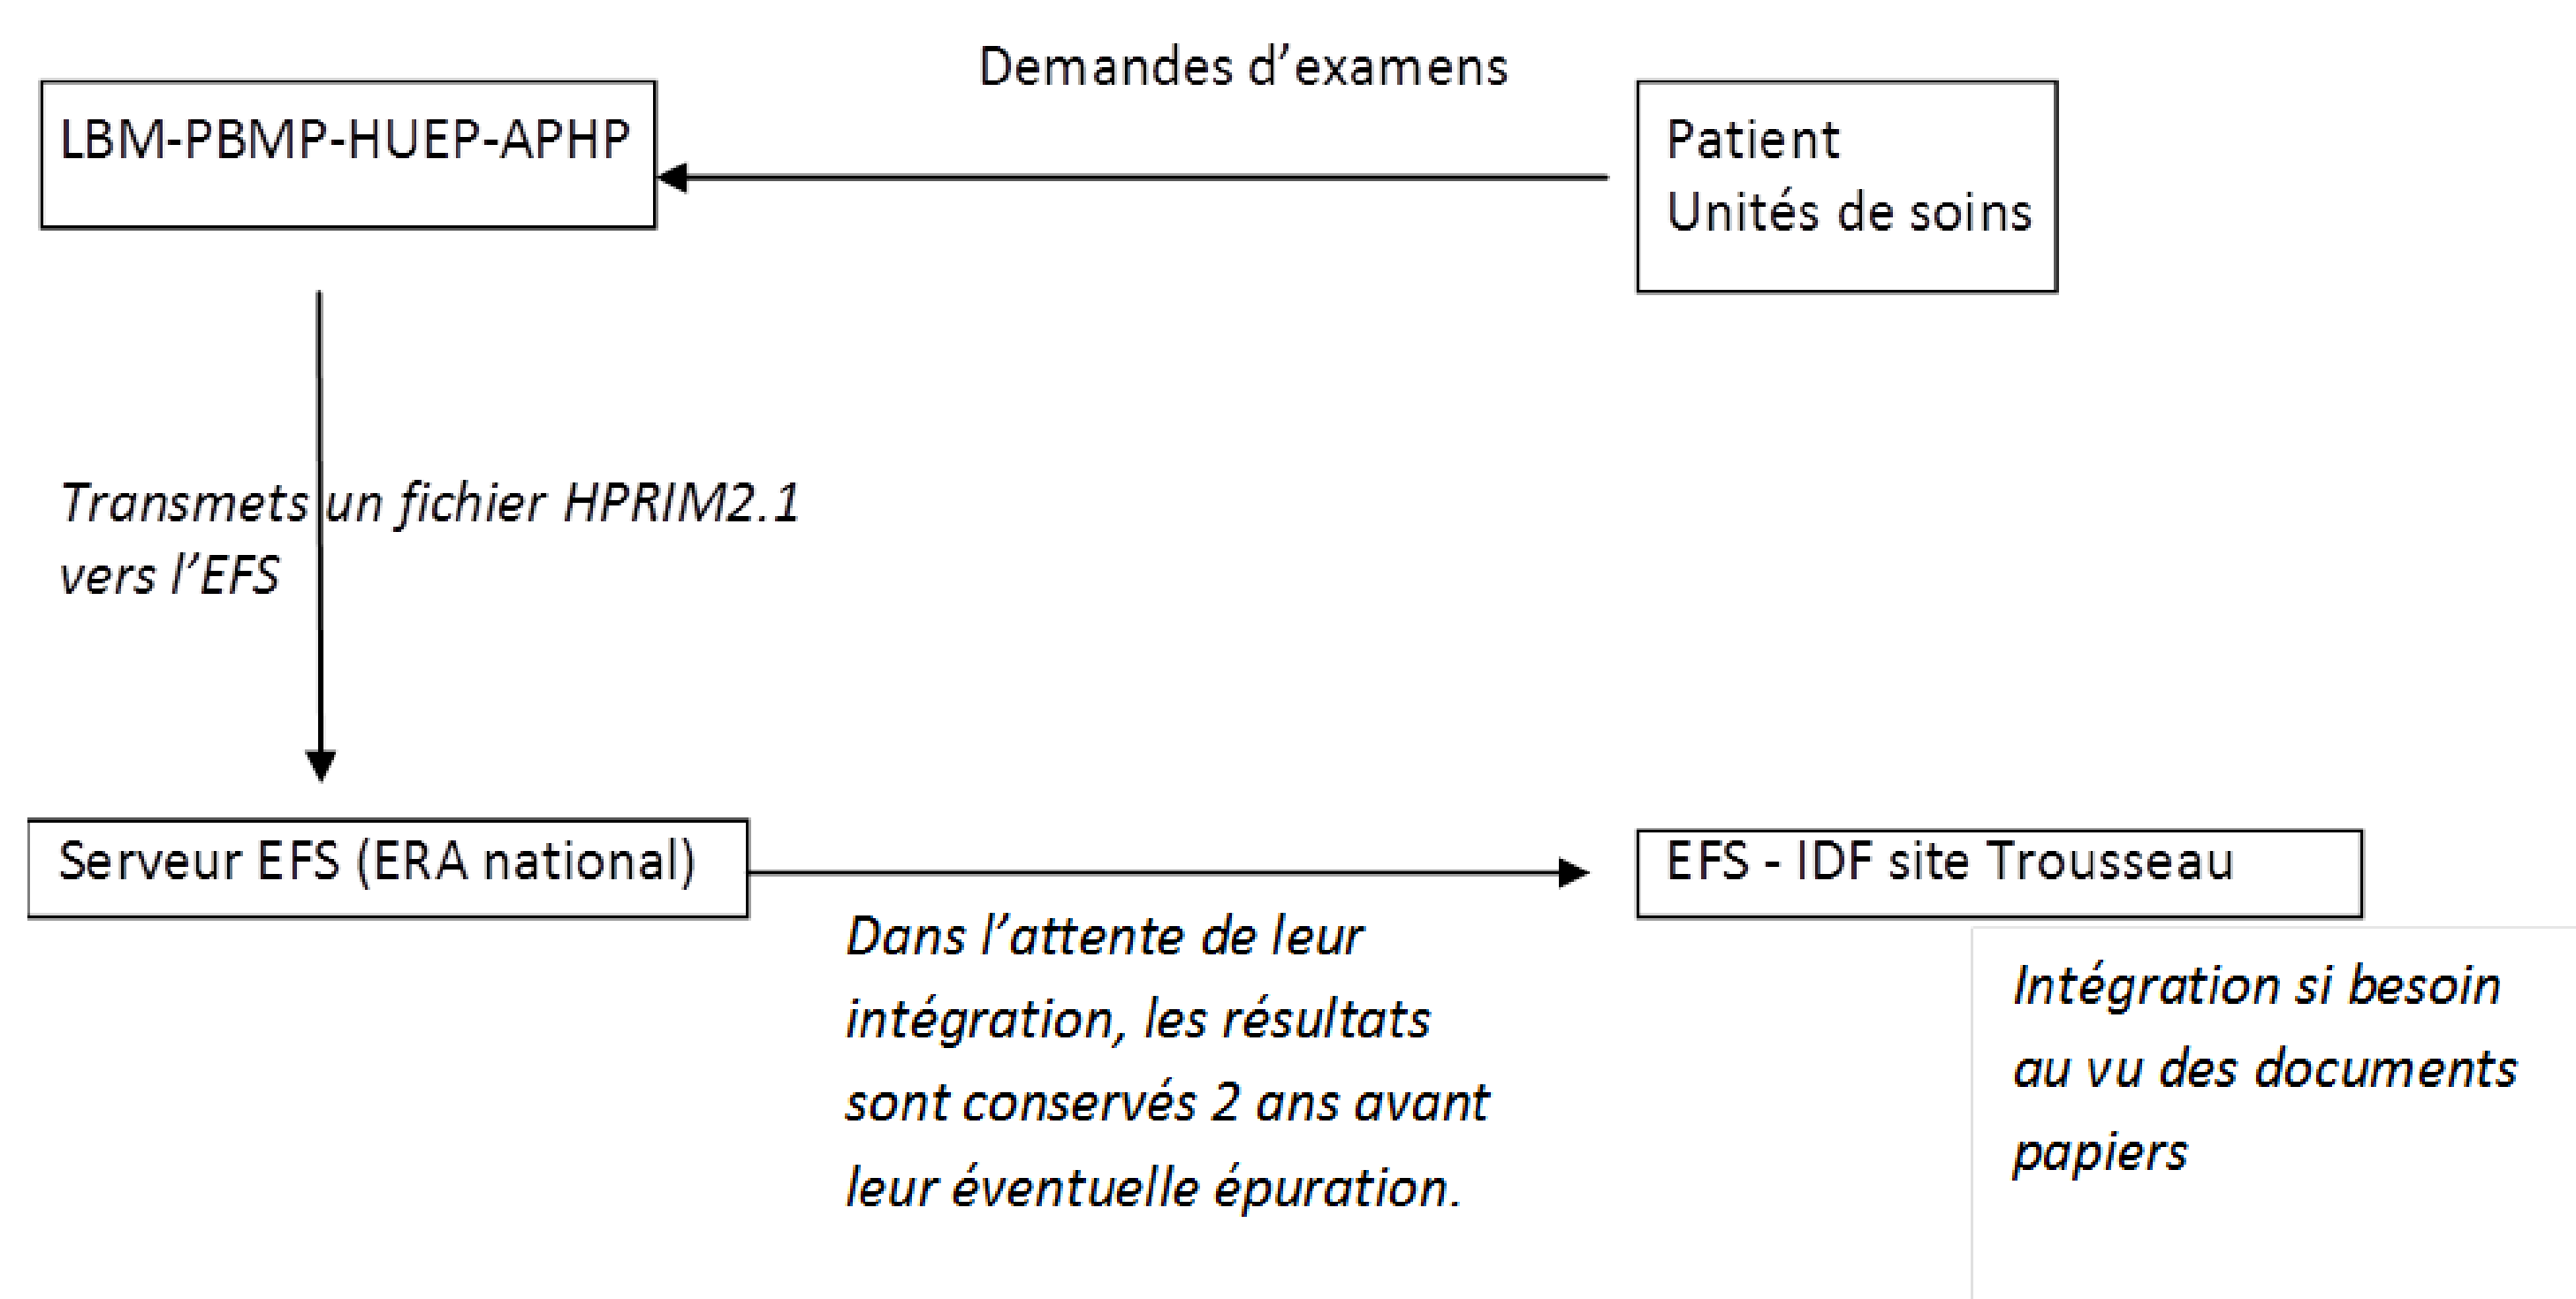 Demandes d’examens
LBM-PBMP-HUEP-APHP
Patient
Unités de soins
Transmets un fichier HPRIM2.1
vers l’EFS
Serveur EFS (ERA national)
EFS - IDF site Trousseau
Dans l’attente de leur
intégration, les résultats
sont conservés 2 ans avant
leur éventuelle épuration.
Intégration si besoin
au vu des documents
papiers